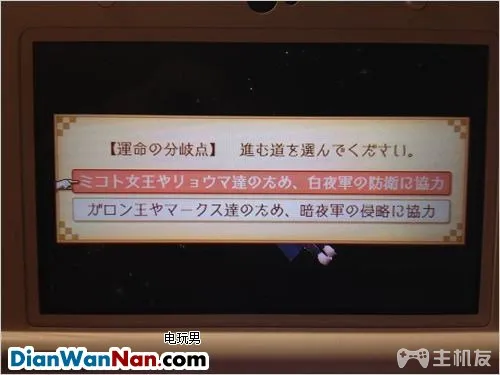 【運命の分岐点】 進む道を選んでください。
ミコト女王やリョウマ達のため、白夜軍の防衛に協力
ガロン王やマークス達のため、暗夜軍の侵略に協力
电玩男
DianWanNan.com
主机友